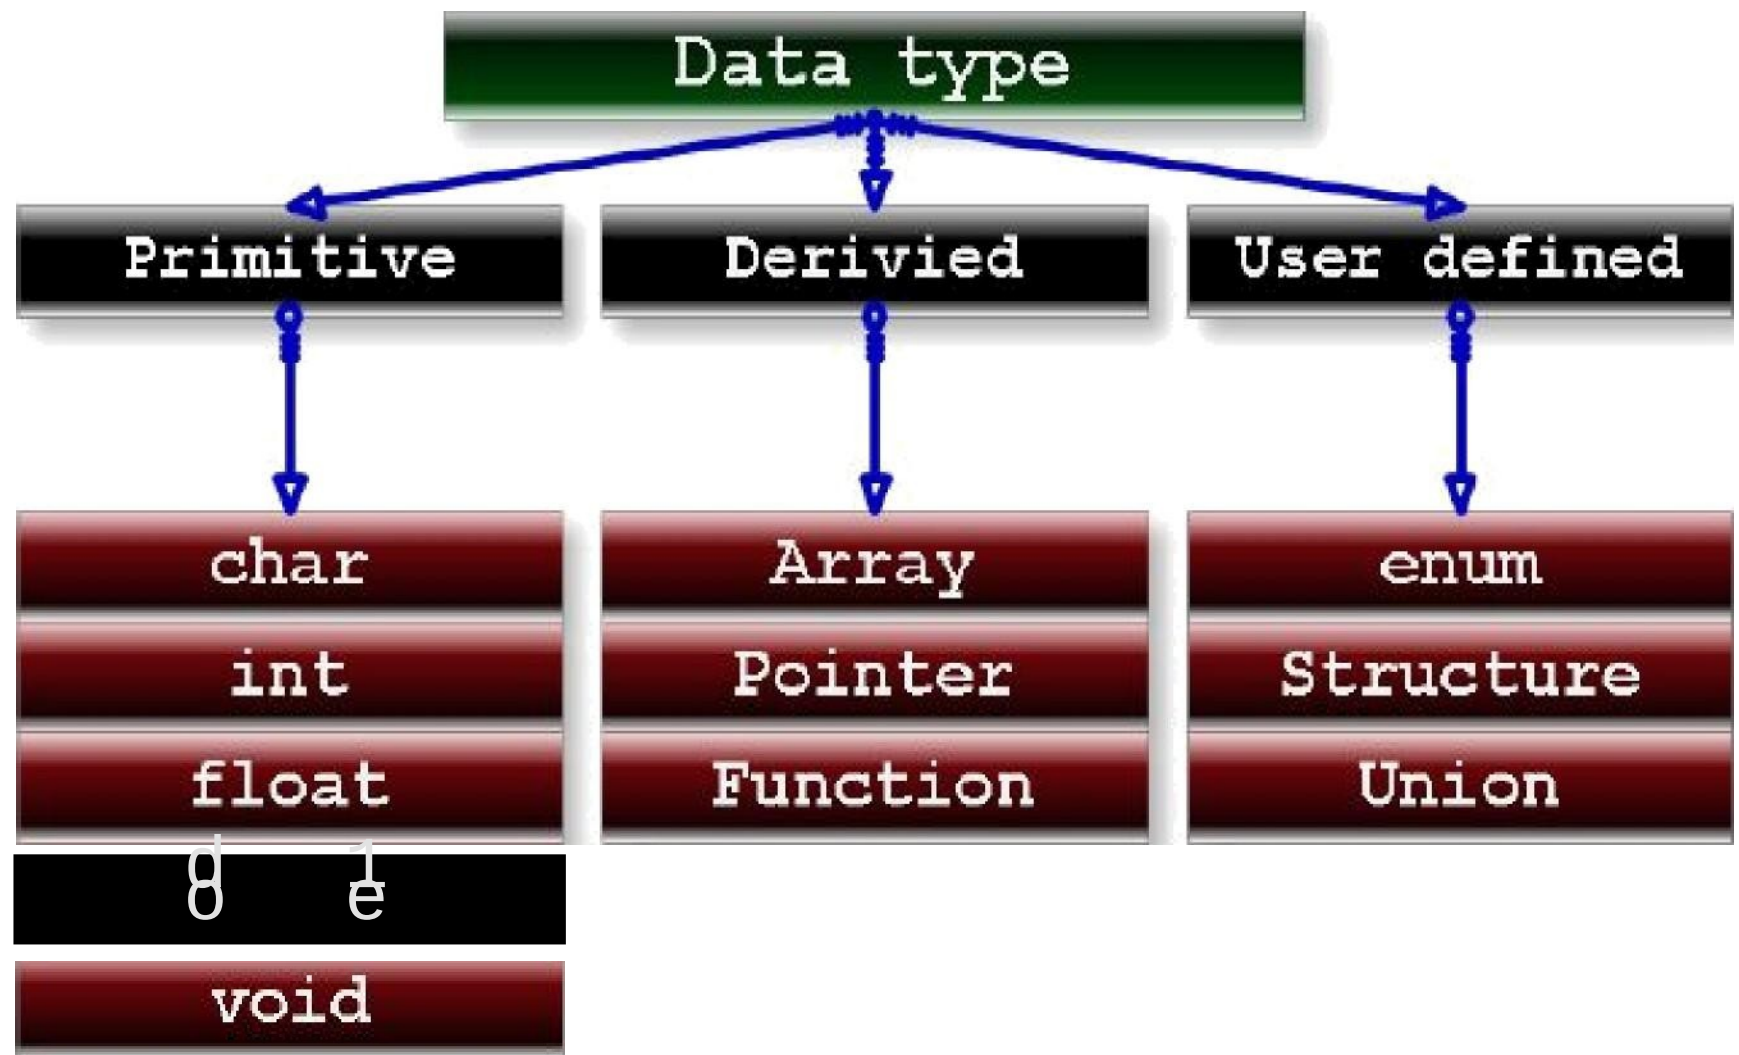 Data type
Primitive
Derivied
User defined
char
Array
enum
int
Pointer
Structure
float
Function
Union
d l
o e
void